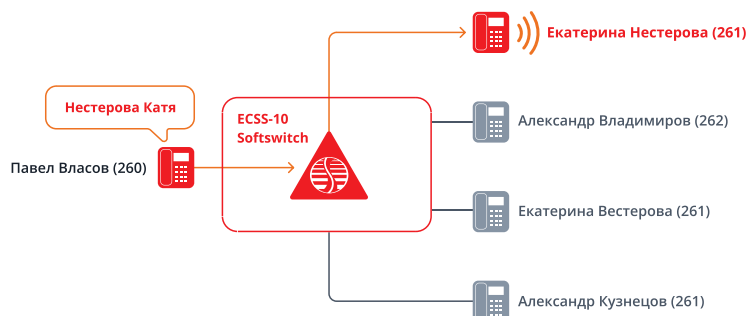 Екатерина Нестерова (261)
Нестерова Катя
ECSS-10
Softswitch
Александр Владимиров (262)
Павел Власов (260)
Екатерина Вестерова (261)
Александр Кузнецов (261)